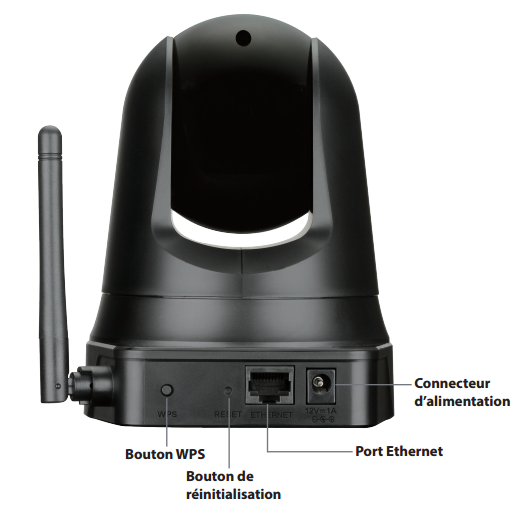 WPS
RESET
ETHERNET
12V⎓1A
Connecteur
d’alimentation
Port Ethernet
Bouton WPS
Bouton de
réinitialisation